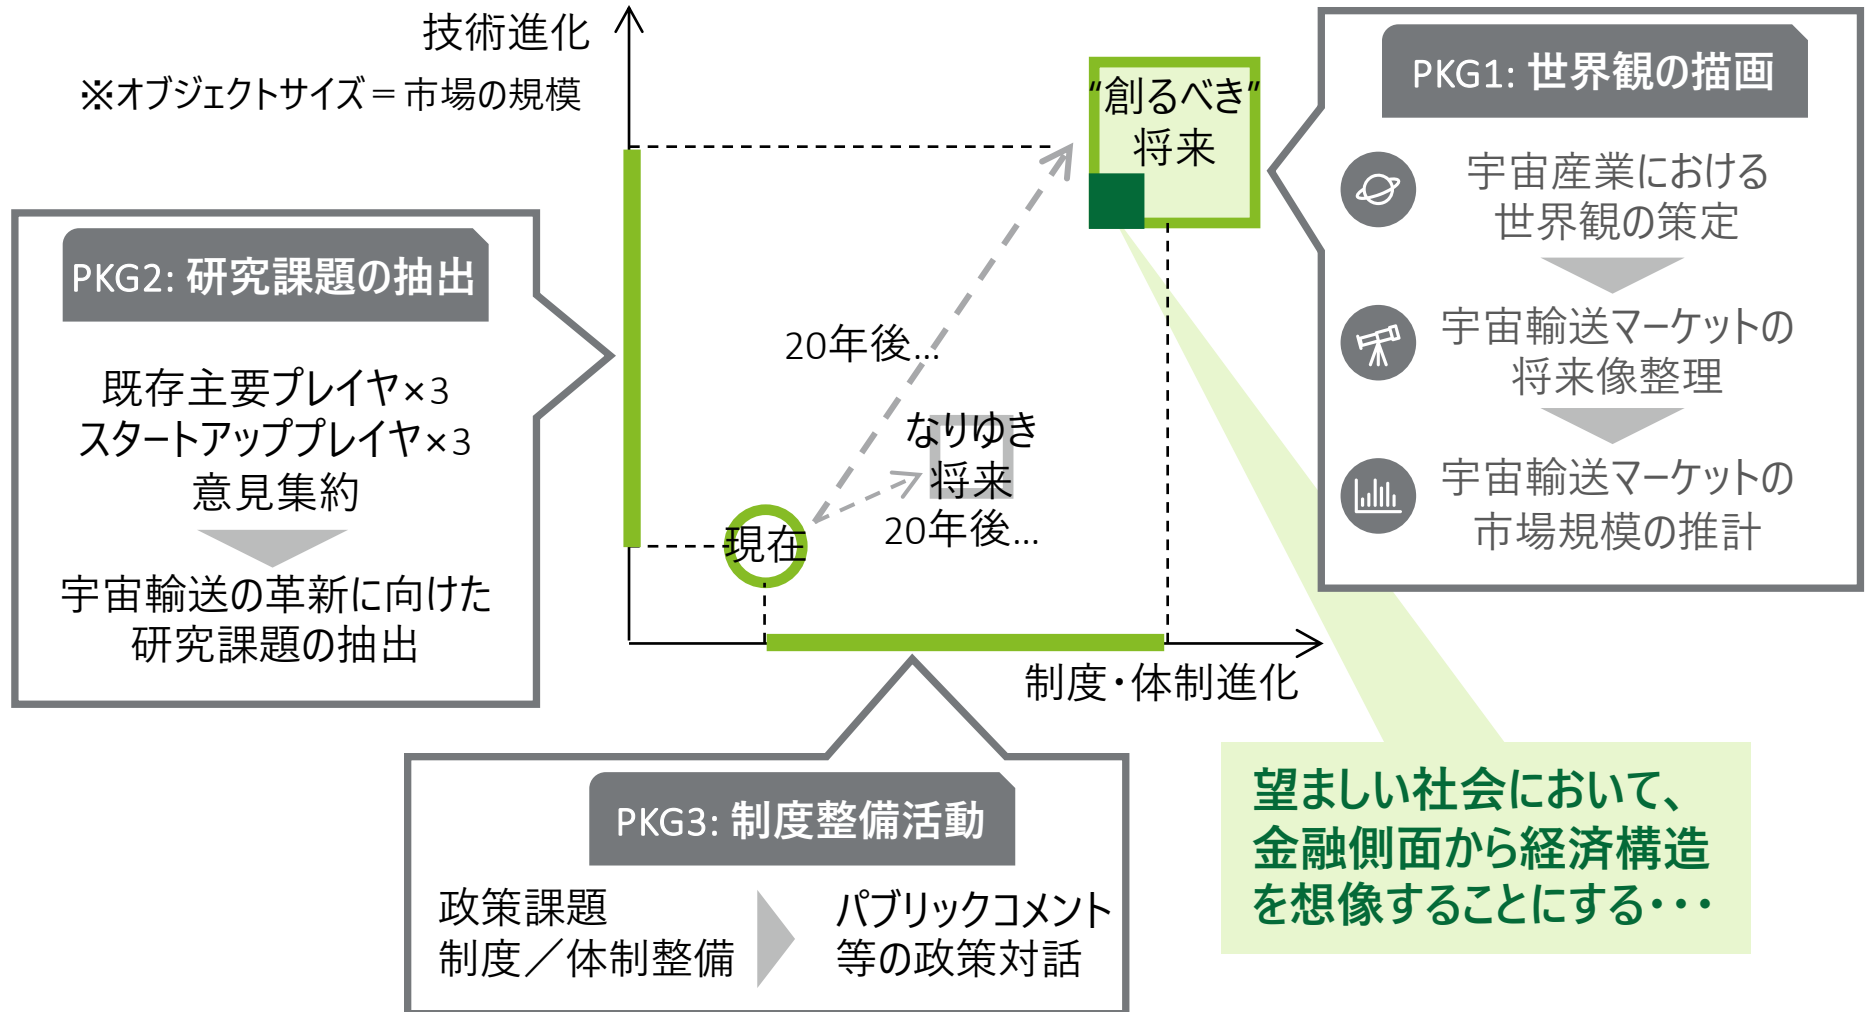 技術進化
※オブジェクトサイズ＝市場の規模
“創るべき”
将来
20年後…
なりゆき
将来
20年後…
現在
制度・体制進化
PKG1: 世界観の描画
宇宙産業における
世界観の策定
宇宙輸送マーケットの
将来像整理
宇宙輸送マーケットの
市場規模の推計
PKG2: 研究課題の抽出
既存主要プレイヤ×3
スタートアッププレイヤ×3
意見集約
宇宙輸送の革新に向けた
研究課題の抽出
PKG3: 制度整備活動
政策課題
制度／体制整備
パブリックコメント
等の政策対話
望ましい社会において、
金融側面から経済構造
を想像することにする・・・